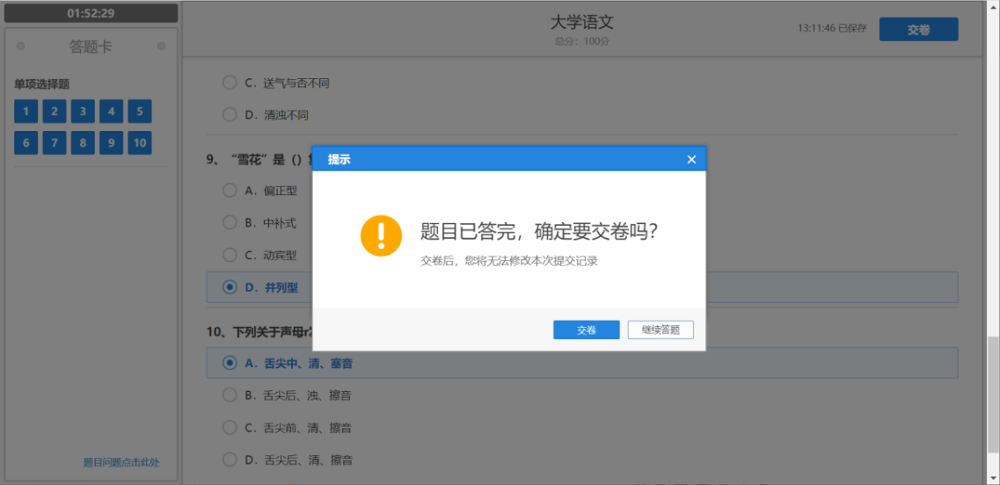 01:52:29
答题卡
单项选择题
1 2 3 4 5
6 7 8 9 10
题目问题点击此处
大学语文
总分：100分
13:11:46 已保存
交卷
C．送气与否不同
D．清浊不同
9、“雪花”是（）
A．偏正型
B．中补式
C．动宾型
D．并列型
10、下列关于声母r
A．舌尖中、清、塞音
B．舌尖后、浊、擦音
C．舌尖前、清、擦音
D．舌尖后、清、擦音
提示
题目已答完，确定要交卷吗？
交卷后，您将无法修改本次提交记录
交卷
继续答题